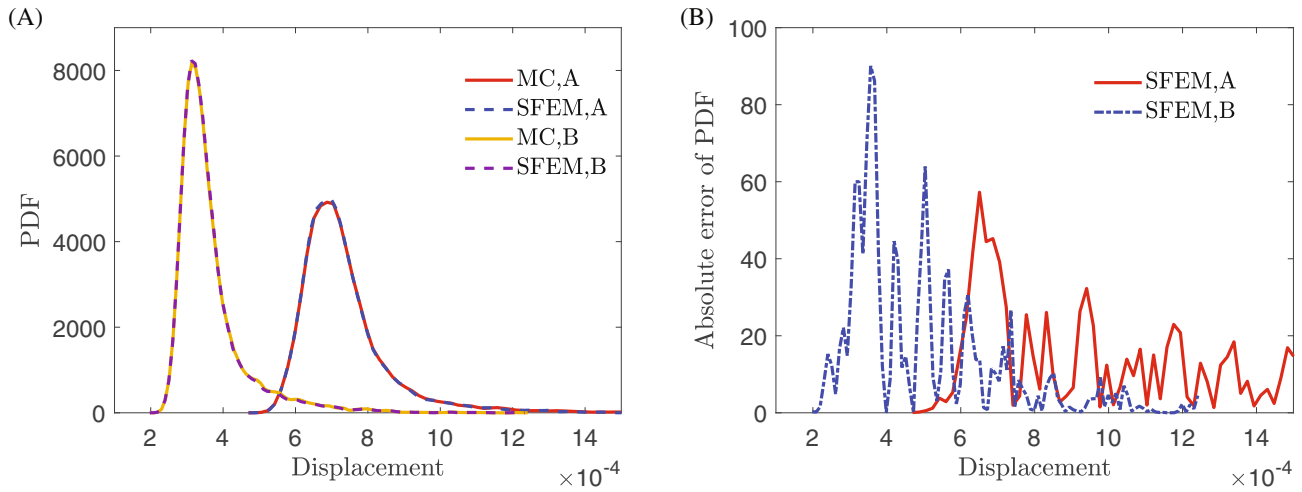 (A)
PDF
8000
6000
4000
2000
0
MC,A
SFEM,A
MC,B
SFEM,B
2 4 6 8 10 12 14
Displacement
×10-4
(B)
Absolute error of PDF
100
80
60
40
20
0
SFEM,A
SFEM,B
2 4 6 8 10 12 14
Displacement
×10-4